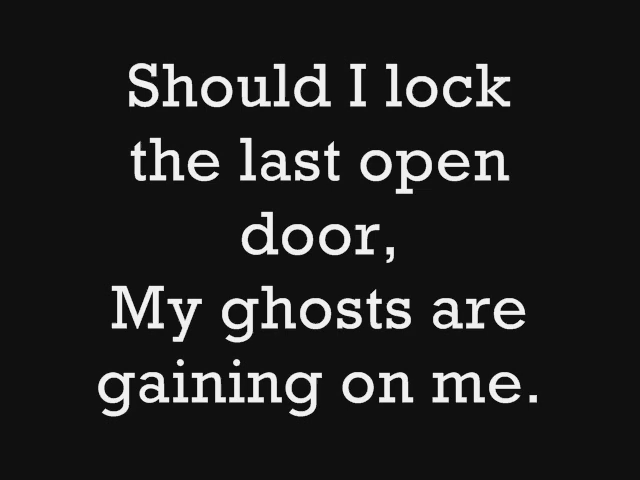 Should I lock
the last open
door,
My ghosts are
gaining on me.